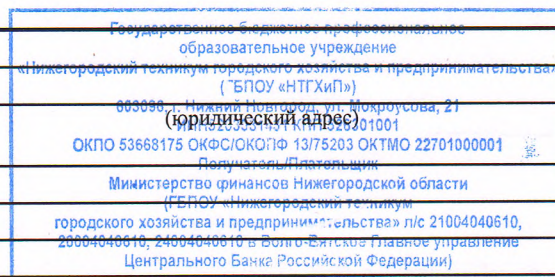 Государственное бюджетное профессиональное
образовательное учреждение
«Нижегородский техникум городского хозяйства и предпринимательства»
(ГБПОУ «НТГХиП»)
603098, г. Нижний Новгород, ул. Мокроусова, 21
(юридический адрес)
ОКПО 53668175 ОКФС/ОКОПФ 13/75203 ОКТМО 22701000001
Получатель/Плательщик
Министерство финансов Нижегородской области
(ГБПОУ «Нижегородский техникум
городского хозяйства и предпринимательства» л/с 21004040610,
20004040610, 24004040610 в Волго-Вятское Главное управление
Центрального Банка Российской Федерации)